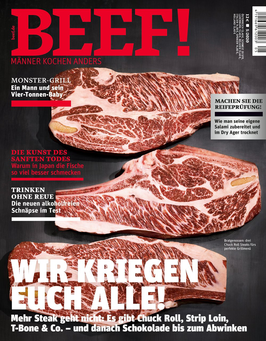 BEEF!
MÄNNER KOCHEN ANDERS
MONSTER-GRILL
Ein Mann und sein
Vier-Tonnen-Baby
MACHEN SIE DIE
REIFEPRÜFUNG!
Wie man seine eigene
Salami zubereitet und
im Dry Ager trocknet
DIE KUNST DES
SANFTEN TODES
Warum in Japan die Fische
so viel besser schmecken
TRINKEN
OHNE REUE
Die neuen alkoholfreien
Schnäpse im Test
WIR KRIEGEN
EUCH ALLE!
Mehr Steak geht nicht: Es gibt Chuck Roll, Strip Loin,
T-Bone & Co. – und danach Schokolade bis zum Abwinken